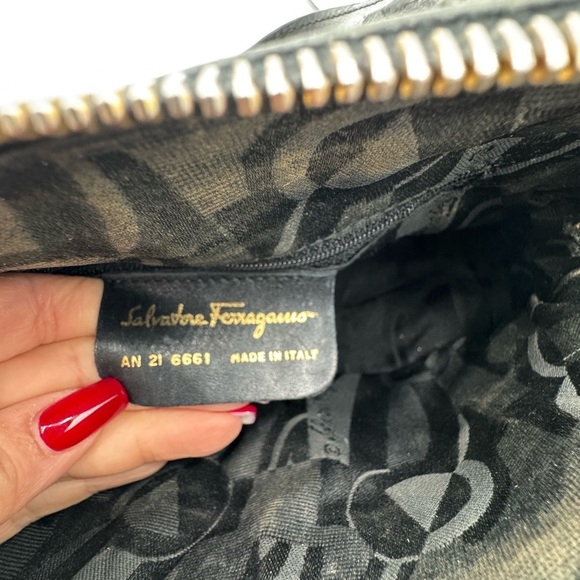 Salvatore Ferragamo
AN 21 6661 MADE IN ITALY